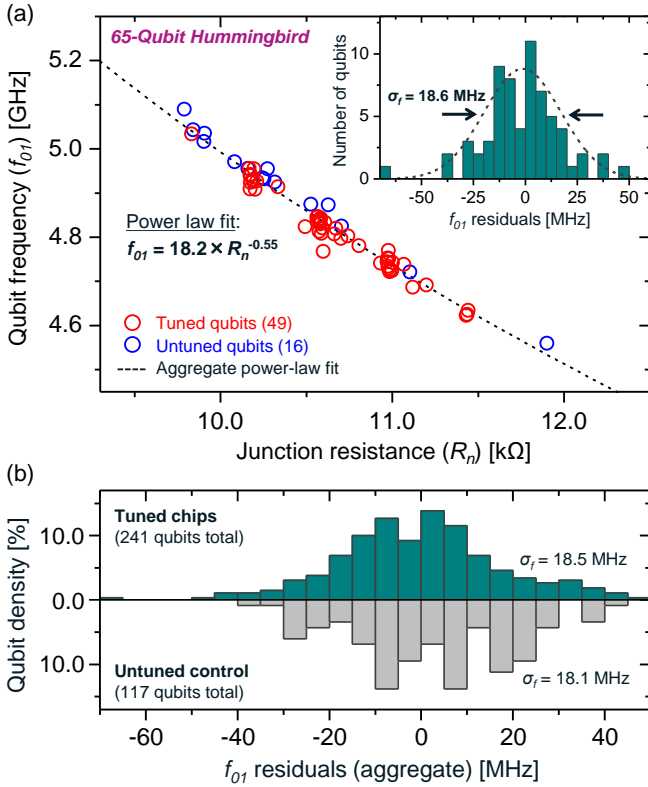 (a)
65-Qubit Hummingbird
5.2
5.0
4.8
4.6
Qubit frequency (f01) [GHz]
Power law fit:
f01 = 18.2 × Rn^-0.55
Tuned qubits (49)
Untuned qubits (16)
Aggregate power-law fit
10.0
11.0
12.0
Junction resistance (Rn) [kΩ]
10
5
0
Number of qubits
σf = 18.6 MHz
-50
-25
0
25
50
f01 residuals [MHz]
(b)
Tuned chips
(241 qubits total)
σf = 18.5 MHz
10.0
0.0
10.0
Qubit density [%]
Untuned control
(117 qubits total)
σf = 18.1 MHz
-60
-40
-20
0
20
40
f01 residuals (aggregate) [MHz]